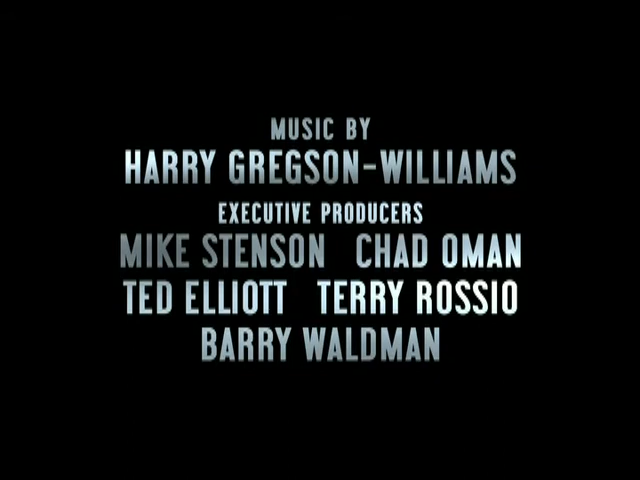 MUSIC BY
HARRY GREGSON-WILLIAMS
EXECUTIVE PRODUCERS
MIKE STENSON CHAD OMAN
TED ELLIOTT TERRY ROSSIO
BARRY WALDMAN